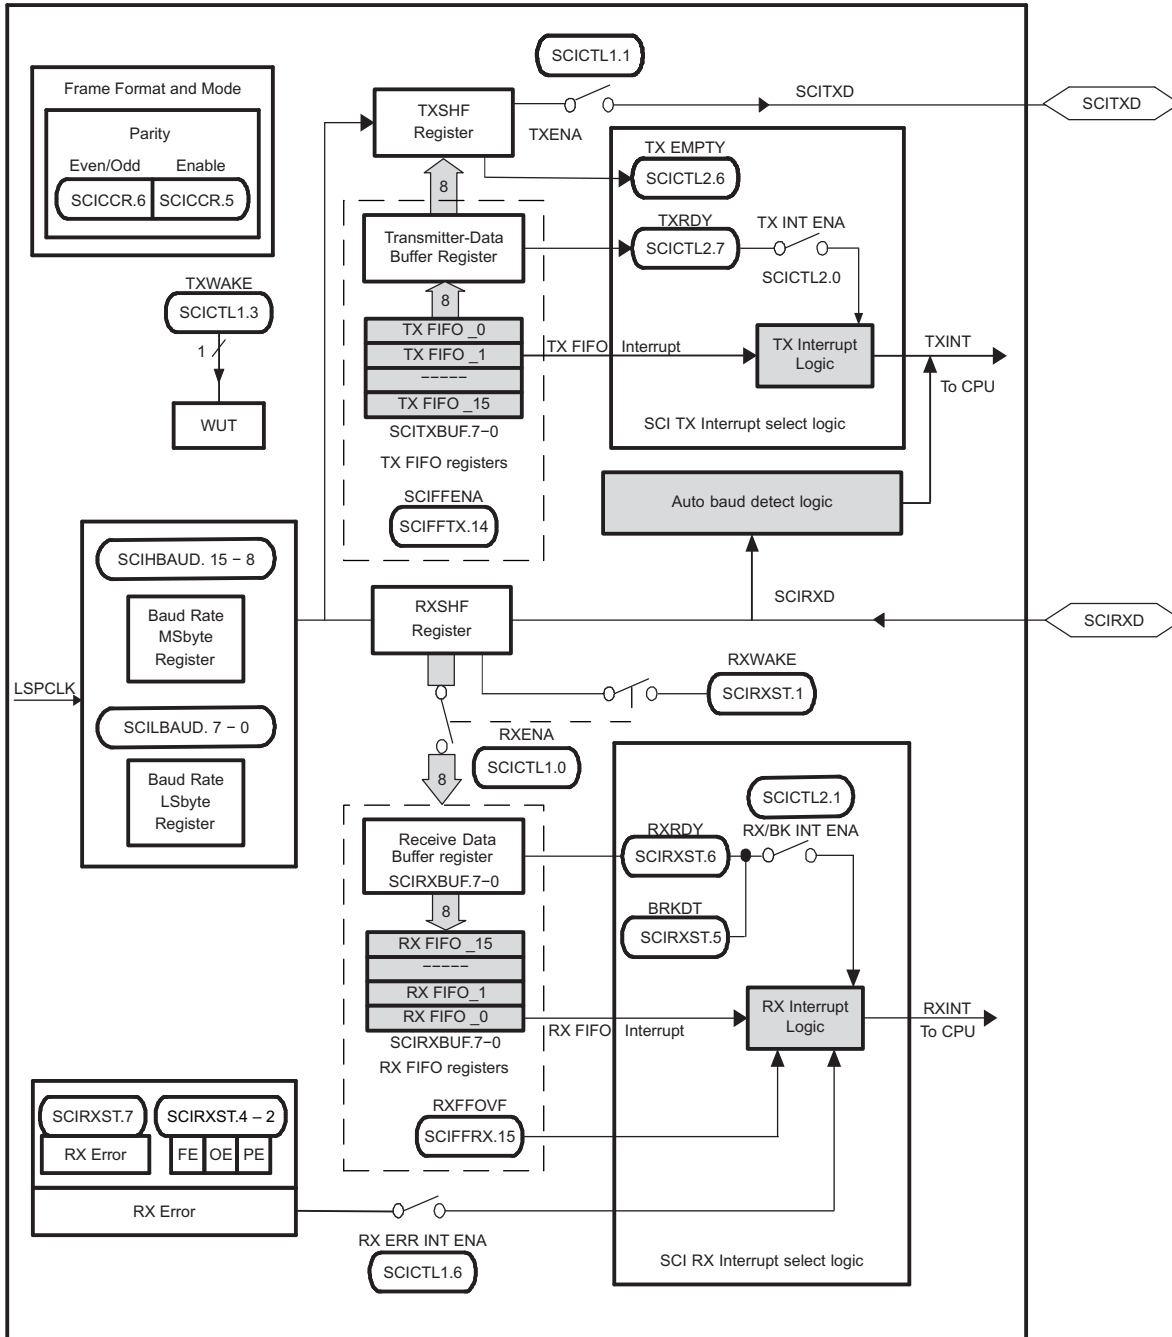 SCICTL1.1
Frame Format and Mode
Parity
Even/Odd Enable
SCICCR.6 SCICCR.5
TXSHF
Register
TXENA
SCITXD
SCITXD
8
TX EMPTY
SCICTL2.6
Transmitter-Data
Buffer Register
TXRDY
SCICTL2.7
TX INT ENA
SCICTL2.0
TXWAKE
SCICTL1.3
1
WUT
8
TX FIFO _0
TX FIFO _1
-----
TX FIFO _15
SCITXBUF.7-0
TX FIFO registers
SCIFFENA
SCIFFTX.14
TX FIFO Interrupt
TX Interrupt
Logic
TXINT
To CPU
SCI TX Interrupt select logic
Auto baud detect logic
LSPCLK
SCIHBAUD. 15 - 8
Baud Rate
MSbyte
Register
SCILBAUD. 7 - 0
Baud Rate
LSbyte
Register
RXSHF
Register
SCIRXD
SCIRXD
RXWAKE
SCIRXST.1
RXENA
SCICTL1.0
8
Receive Data
Buffer register
SCIRXBUF.7-0
8
RX FIFO _15
-----
RX FIFO_1
RX FIFO _0
SCIRXBUF.7-0
RX FIFO registers
RXFFOVF
SCIFFRX.15
SCICTL2.1
RXRDY
SCIRXST.6
RX/BK INT ENA
BRKDT
SCIRXST.5
RX FIFO Interrupt
RX Interrupt
Logic
RXINT
To CPU
SCI RX Interrupt select logic
SCIRXST.7 SCIRXST.4 – 2
RX Error FE OE PE
RX Error
RX ERR INT ENA
SCICTL1.6